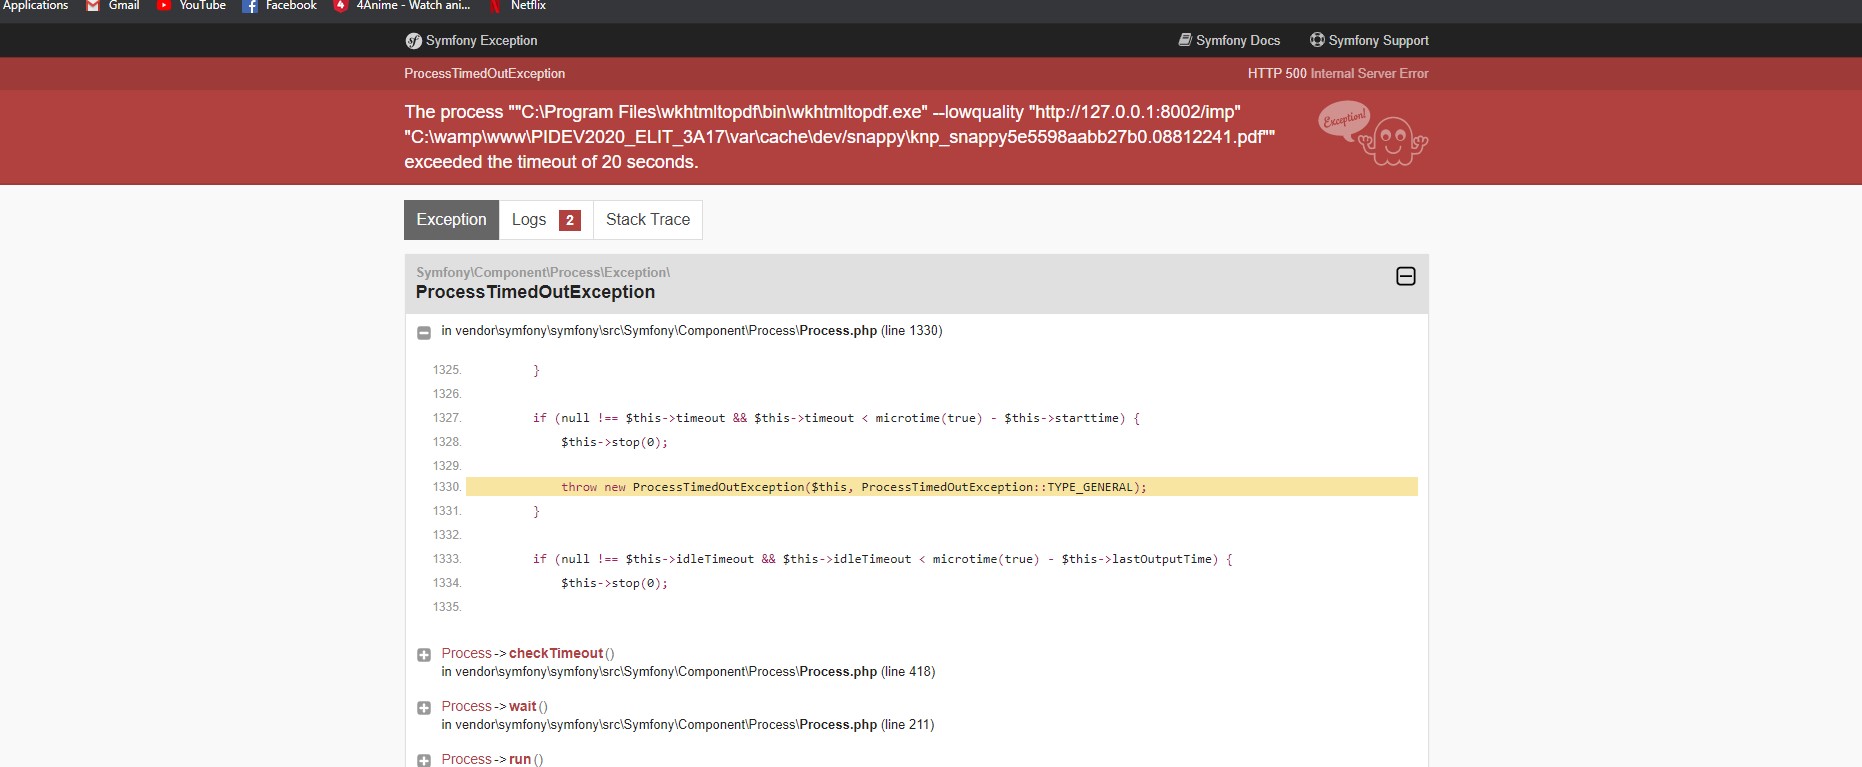 Applications Gmail YouTube Facebook 4Anime - Watch ani... Netflix
sf Symfony Exception Symfony Docs Symfony Support
ProcessTimedOutException HTTP 500 Internal Server Error
The process ""C:\Program Files\wkhtmltopdf\bin\wkhtmltopdf.exe" --lowquality "http://127.0.0.1:8002/imp"
"C:\wamp\www\PIDEV2020_ELIT_3A17\var\cache\dev/snappy\knp_snappy5e5598aabb27b0.08812241.pdf""
exceeded the timeout of 20 seconds.
Exception!
Exception Logs 2 Stack Trace
Symfony\Component\Process\Exception\
ProcessTimedOutException
in vendor\symfony\symfony\src\Symfony\Component\Process\Process.php (line 1330)
1325. }
1326.
1327. if (null !== $this->timeout && $this->timeout < microtime(true) - $this->starttime) {
1328. $this->stop(0);
1329.
1330. throw new ProcessTimedOutException($this, ProcessTimedOutException::TYPE_GENERAL);
1331. }
1332.
1333. if (null !== $this->idleTimeout && $this->idleTimeout < microtime(true) - $this->lastOutputTime) {
1334. $this->stop(0);
1335.
Process->checkTimeout()
in vendor\symfony\symfony\src\Symfony\Component\Process\Process.php (line 418)
Process->wait()
in vendor\symfony\symfony\src\Symfony\Component\Process\Process.php (line 211)
Process->run()